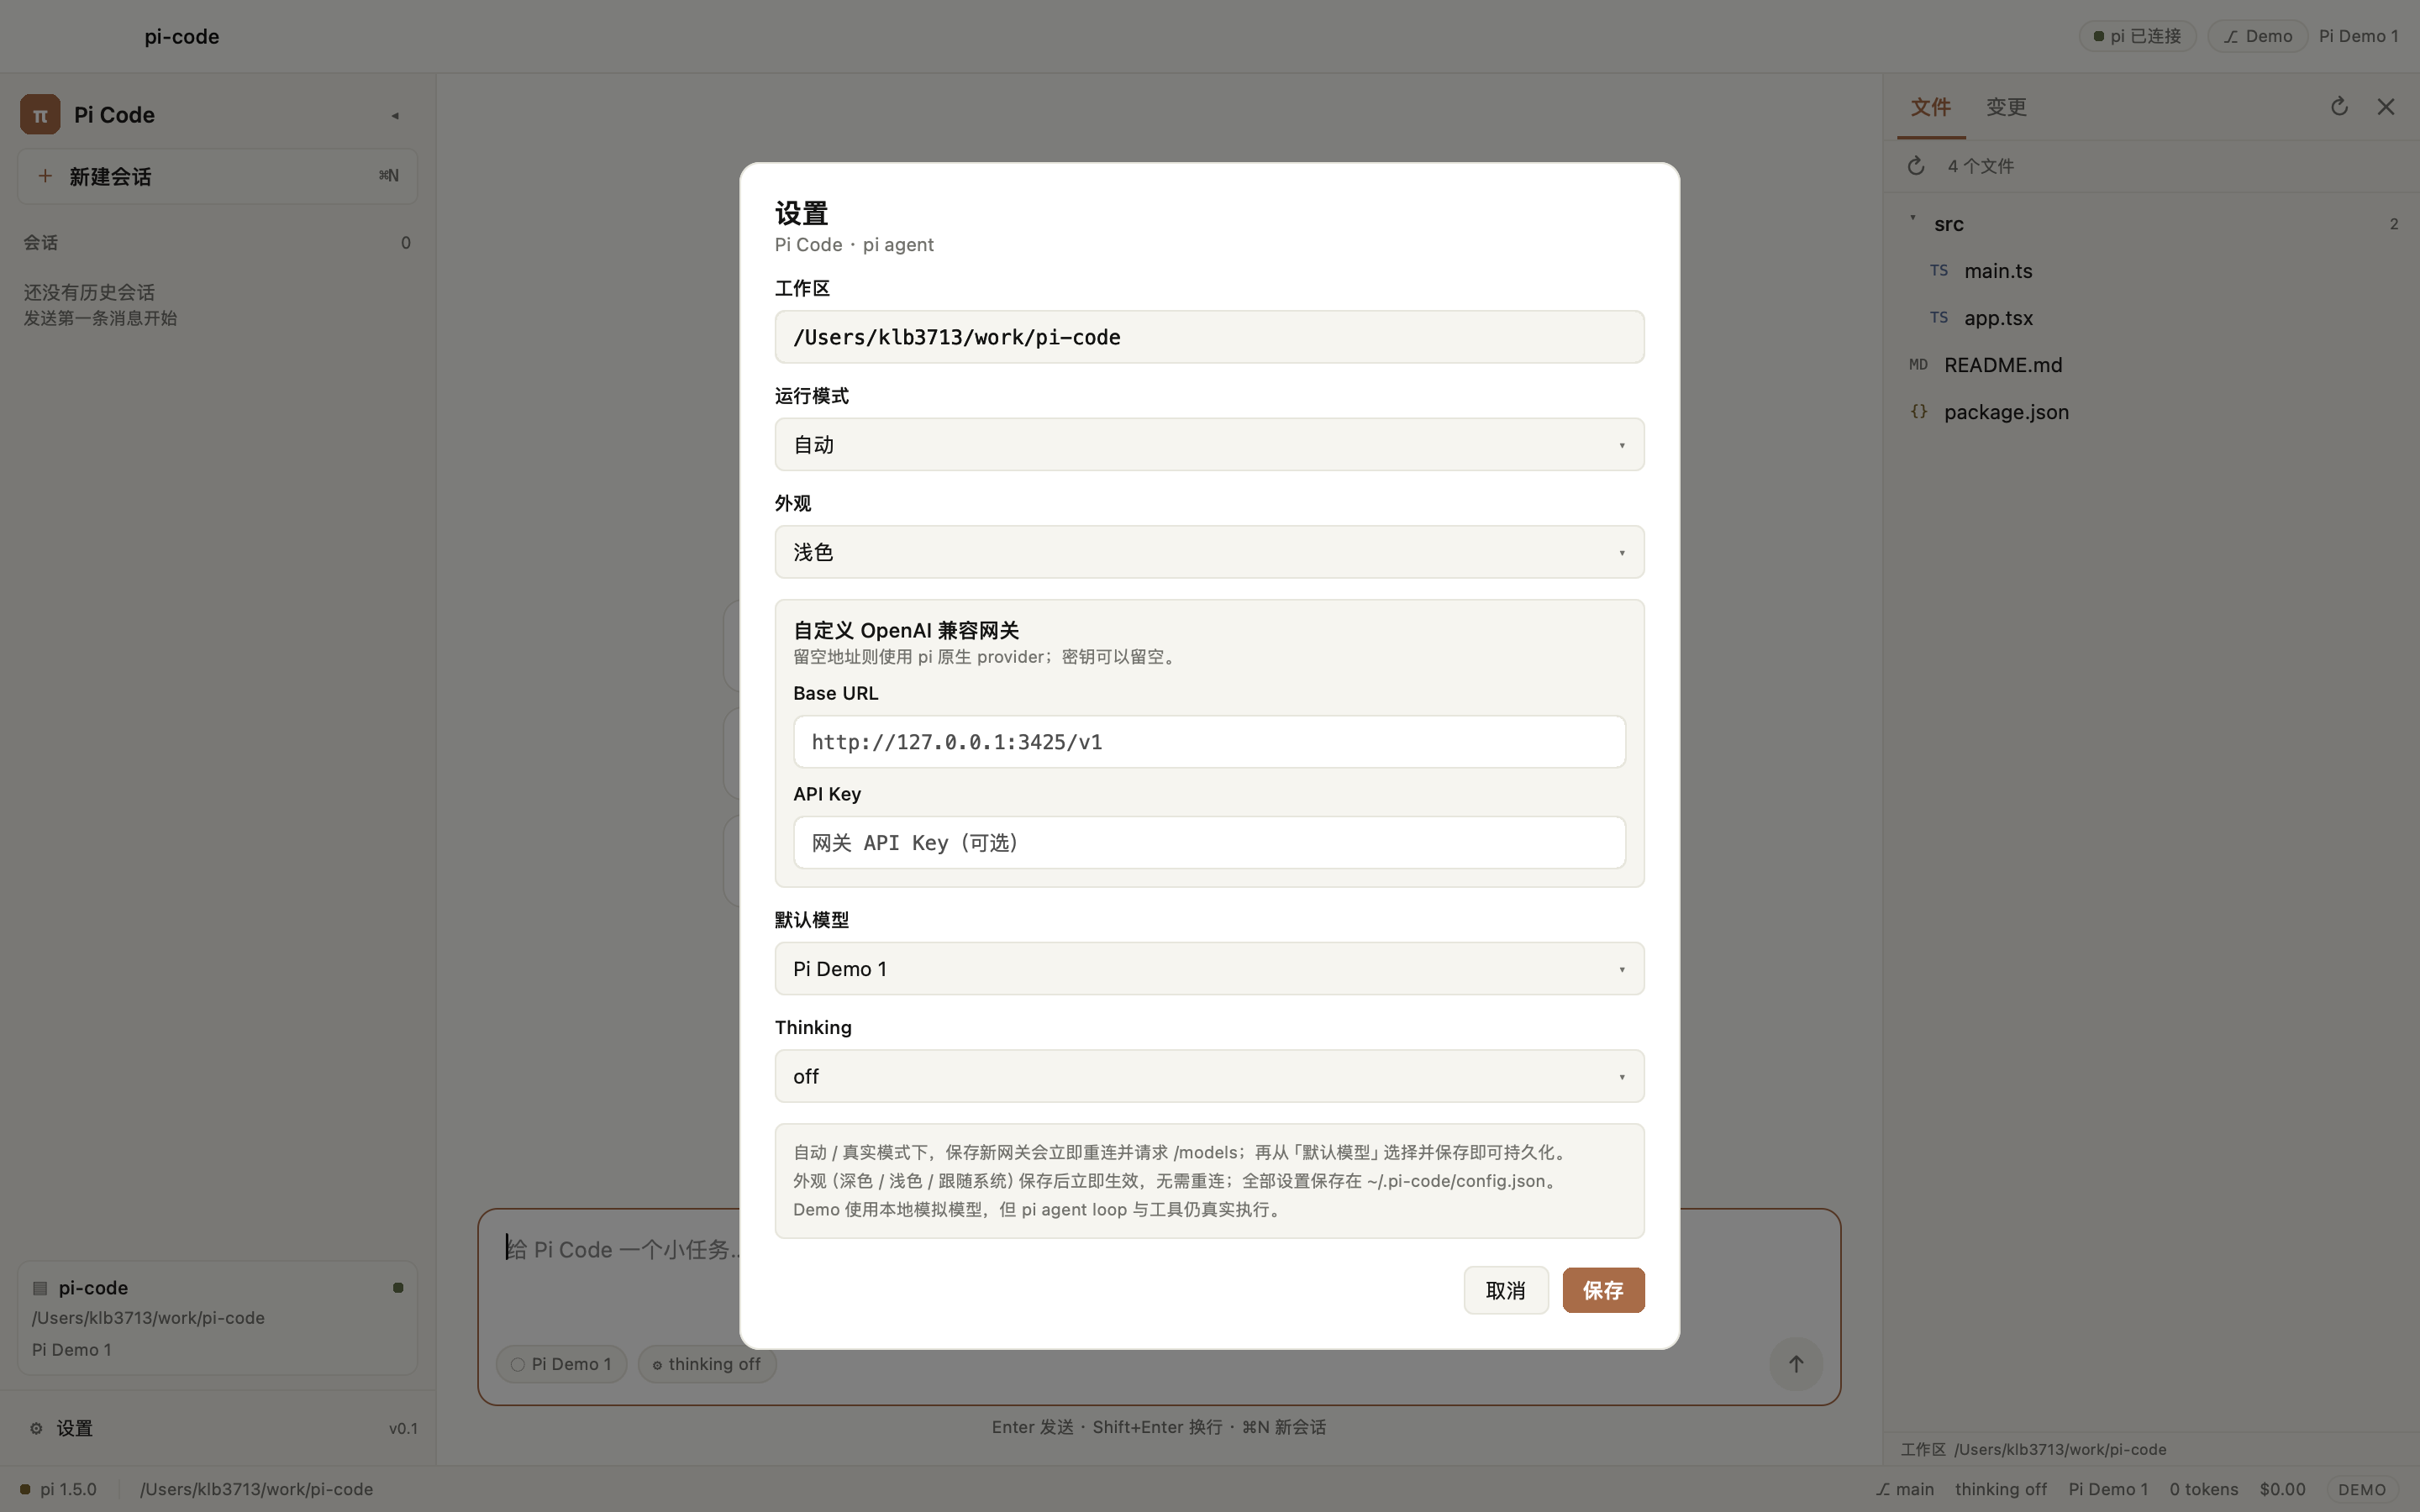 pi-code
pi 已连接
Demo
Pi Demo 1
π Pi Code
+ 新建会话 ⌘N
会话 0
还没有历史会话
发送第一条消息开始
pi-code
/Users/klb3713/work/pi-code
Pi Demo 1
设置 v0.1
设置
Pi Code · pi agent
工作区
/Users/klb3713/work/pi-code
运行模式
自动
外观
浅色
自定义 OpenAI 兼容网关
留空地址则使用 pi 原生 provider；密钥可以留空。
Base URL
http://127.0.0.1:3425/v1
API Key
网关 API Key（可选）
默认模型
Pi Demo 1
Thinking
off
自动 / 真实模式下，保存新网关会立即重连并请求 /models；再从「默认模型」选择并保存即可持久化。
外观（深色 / 浅色 / 跟随系统）保存后立即生效，无需重连；全部设置保存在 ~/.pi-code/config.json。
Demo 使用本地模拟模型，但 pi agent loop 与工具仍真实执行。
取消 保存
给 Pi Code 一个小任务..
Pi Demo 1
thinking off
Enter 发送 · Shift+Enter 换行 · ⌘N 新会话
文件 变更
4 个文件
src 2
TS main.ts
TS app.tsx
MD README.md
{} package.json
工作区 /Users/klb3713/work/pi-code
pi 1.5.0
/Users/klb3713/work/pi-code
main
thinking off
Pi Demo 1
0 tokens
$0.00
DEMO